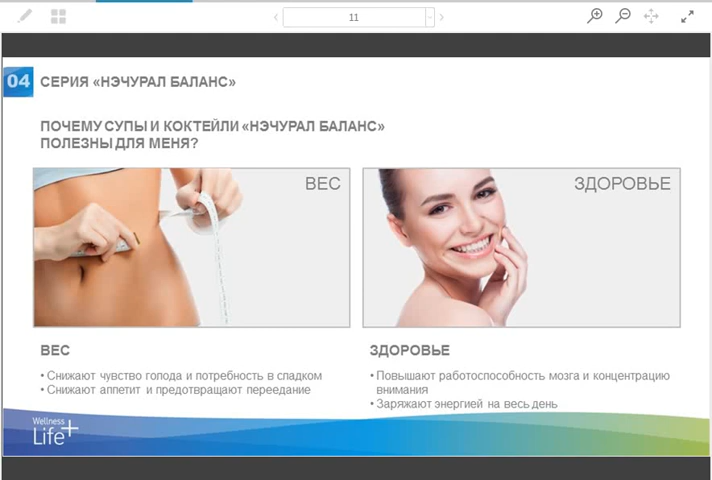 11
04
СЕРИЯ «НЭЧУРАЛ БАЛАНС»
ПОЧЕМУ СУПЫ И КОКТЕЙЛИ «НЭЧУРАЛ БАЛАНС»
ПОЛЕЗНЫ ДЛЯ МЕНЯ?
ВЕС
ЗДОРОВЬЕ
ВЕС
• Снижают чувство голода и потребность в сладком
• Снижают аппетит и предотвращают переедание
ЗДОРОВЬЕ
• Повышают работоспособность мозга и концентрацию
внимания
• Заряжают энергией на весь день
Wellness
Life+